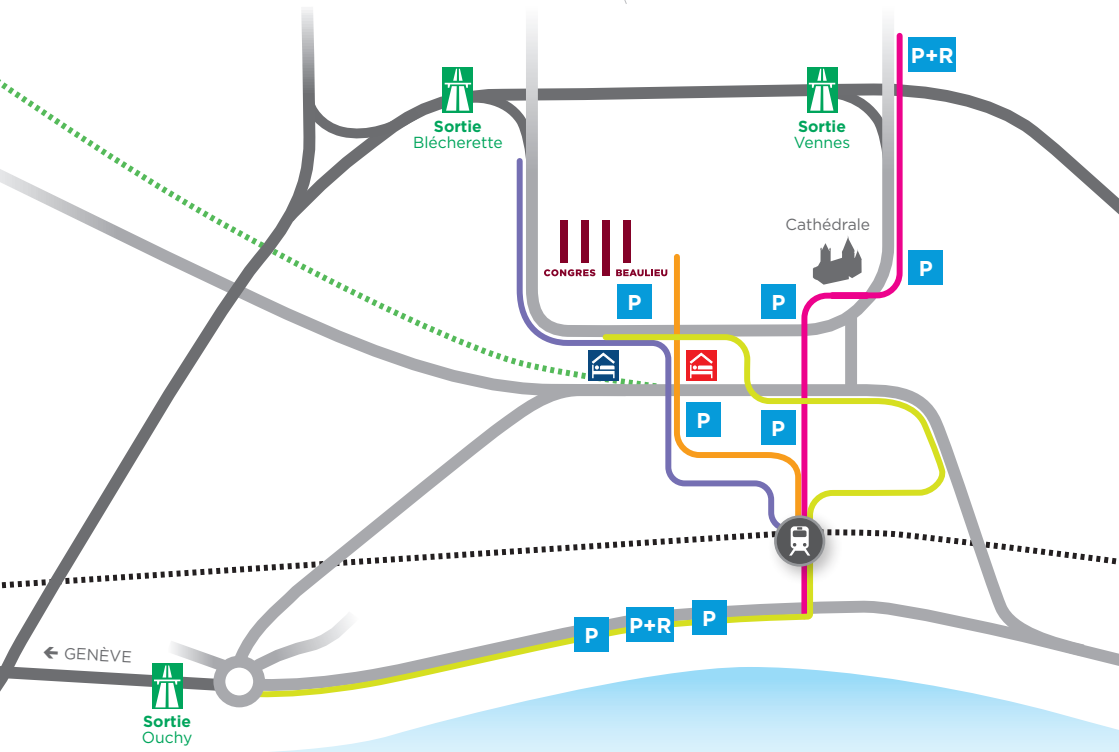 P+R
Sortie
Blécherette
Sortie
Vennes
Cathédrale
CONGRES BEAULIEU
P
P
P
P
P
P
P+R
P
← GENÈVE
Sortie
Ouchy